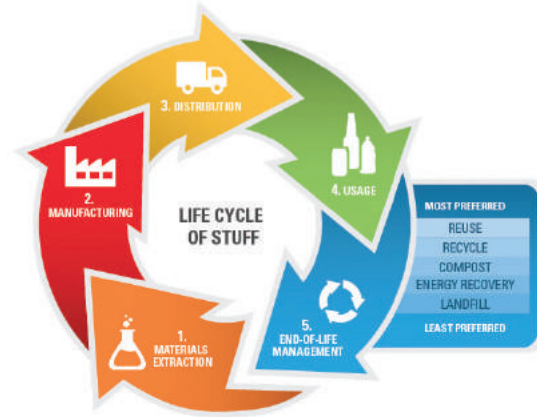 3. DISTRIBUTION
4. USAGE
2.
MANUFACTURING
LIFE CYCLE
OF STUFF
MOST PREFERRED
REUSE
RECYCLE
COMPOST
ENERGY RECOVERY
LANDFILL
LEAST PREFERRED
1.
MATERIALS
EXTRACTION
5.
END-OF-LIFE
MANAGEMENT